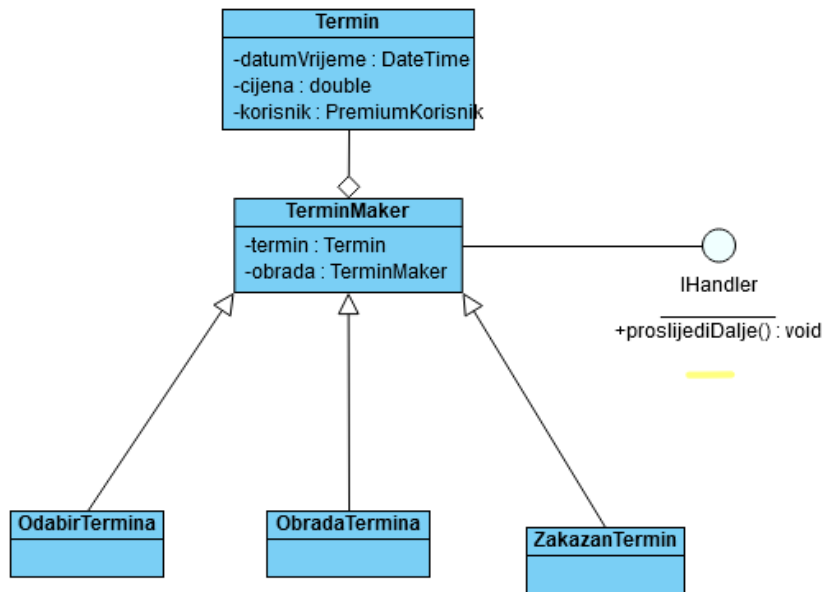 Termin
-datumVrijeme : DateTime
-cijena : double
-korisnik : PremiumKorisnik
TerminMaker
-termin : Termin
-obrada : TerminMaker
IHandler
+proslijediDalje() : void
OdabirTermina
ObradaTermina
ZakazanTermin